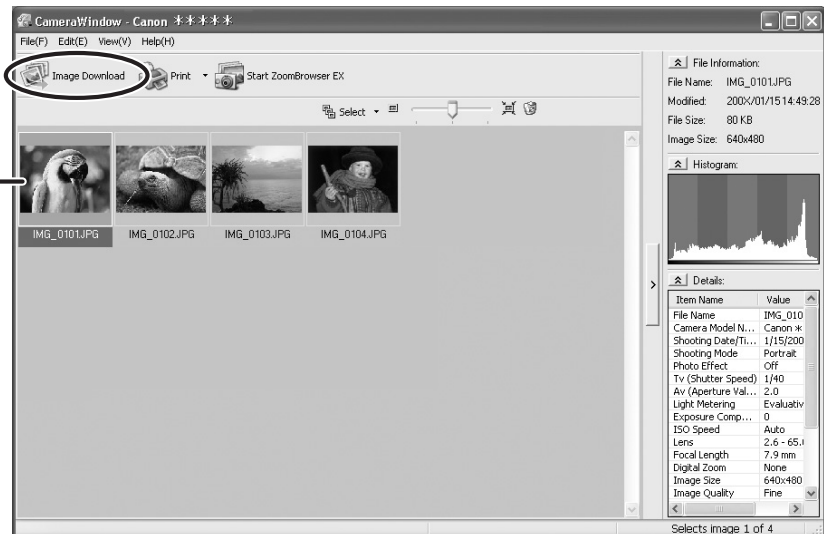 CameraWindow - Canon *****
File(F) Edit(E) View(V) Help(H)
Image Download Print Start ZoomBrowser EX
Select
IMG_0101.JPG IMG_0102.JPG IMG_0103.JPG IMG_0104.JPG
File Information:
File Name: IMG_0101.JPG
Modified: 200X/01/15 14:49:28
File Size: 80 KB
Image Size: 640x480
Histogram:
Details:
Item Name Value
File Name IMG_010
Camera Model N... Canon *
Shooting Date/Ti... 1/15/200
Shooting Mode Portrait
Photo Effect Off
Tv (Shutter Speed) 1/40
Av (Aperture Val... 2.0
Light Metering Evaluativ
Exposure Comp... 0
ISO Speed Auto
Lens 2.6 - 65.
Focal Length 7.9 mm
Digital Zoom None
Image Size 640x480
Image Quality Fine
Selects image 1 of 4